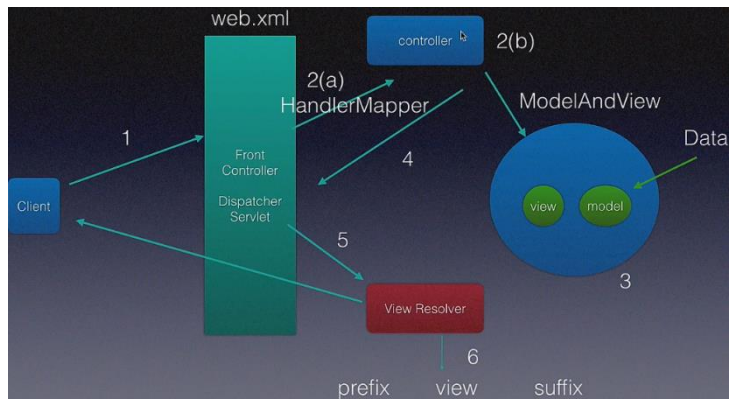 web.xml
controller
2(b)
2(a)
HandlerMapper
ModelAndView
1
Data
Front
Controller
4
Dispatcher
Servlet
Client
view
model
5
3
View Resolver
6
prefix view suffix